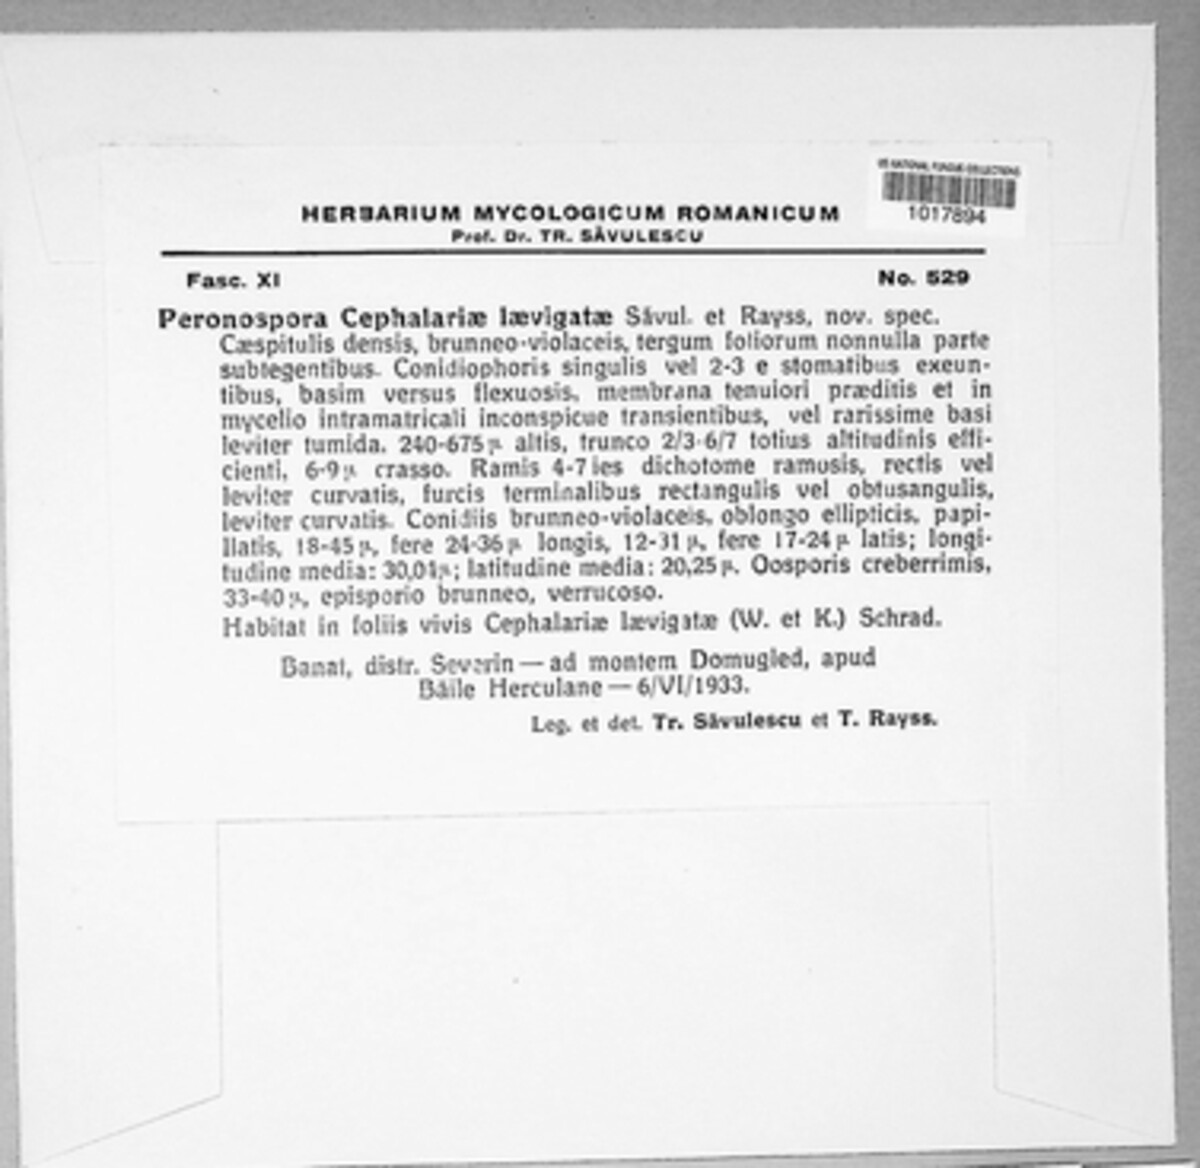 US NATIONAL FUNGUS COLLECTIONS
1017894
HERBARIUM MYCOLOGICUM ROMANICUM
Prof. Dr. TR. SĂVULESCU
Fasc. XI
No. 529
Peronospora Cephalariæ lævigatæ Săvul. et Rayss, nov. spec.
Cæspitulis densis, brunneo-violaceis, tergum foliorum nonnulla parte
subtegentibus. Conidiophoris singulis vel 2-3 e stomatibus exeun-
tibus, basim versus flexuosis, membrana tenuiori præditis et in
mycelio intramatricali inconspicue transientibus, vel rarissime basi
leviter tumida. 240-675 μ altis, trunco 2/3-6/7 totius altitudinis effi-
cienti, 6-9 μ crasso. Ramis 4-7 ies dichotome ramosis, rectis vel
leviter curvatis, furcis terminalibus rectangulis vel obtusangulis,
leviter curvatis. Conidiis brunneo-violaceis, oblongo ellipticis, papi-
llatis, 18-45 μ, fere 24-36 μ longis, 12-31 μ, fere 17-24 μ latis; longi-
tudine media: 30,04 μ; latitudine media: 20,25 μ. Oosporis creberrimis,
33-40 μ, episporio brunneo, verrucoso.
Habitat in foliis vivis Cephalariæ lævigatæ (W. et K.) Schrad.
Banat, distr. Severin — ad montem Domugled, apud
Băile Herculane — 6/VI/1933.
Leg. et det. Tr. Săvulescu et T. Rayss.